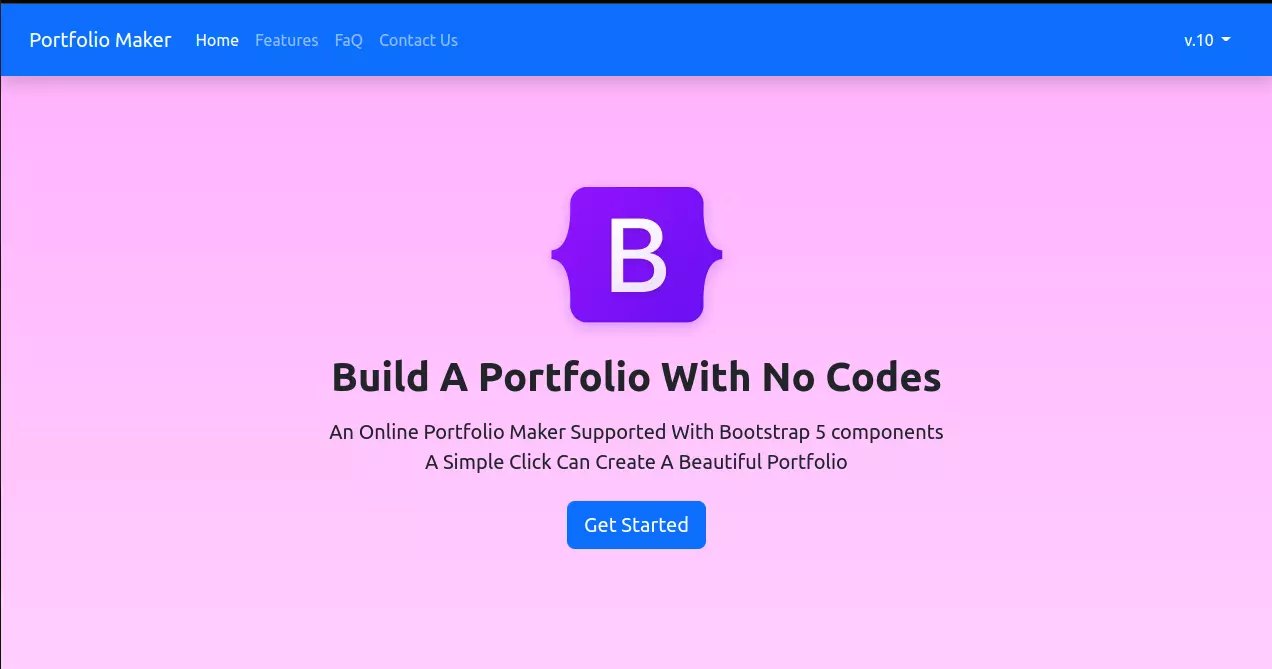 Portfolio Maker Home Features FaQ Contact Us v.10
B
Build A Portfolio With No Codes
An Online Portfolio Maker Supported With Bootstrap 5 components
A Simple Click Can Create A Beautiful Portfolio
Get Started